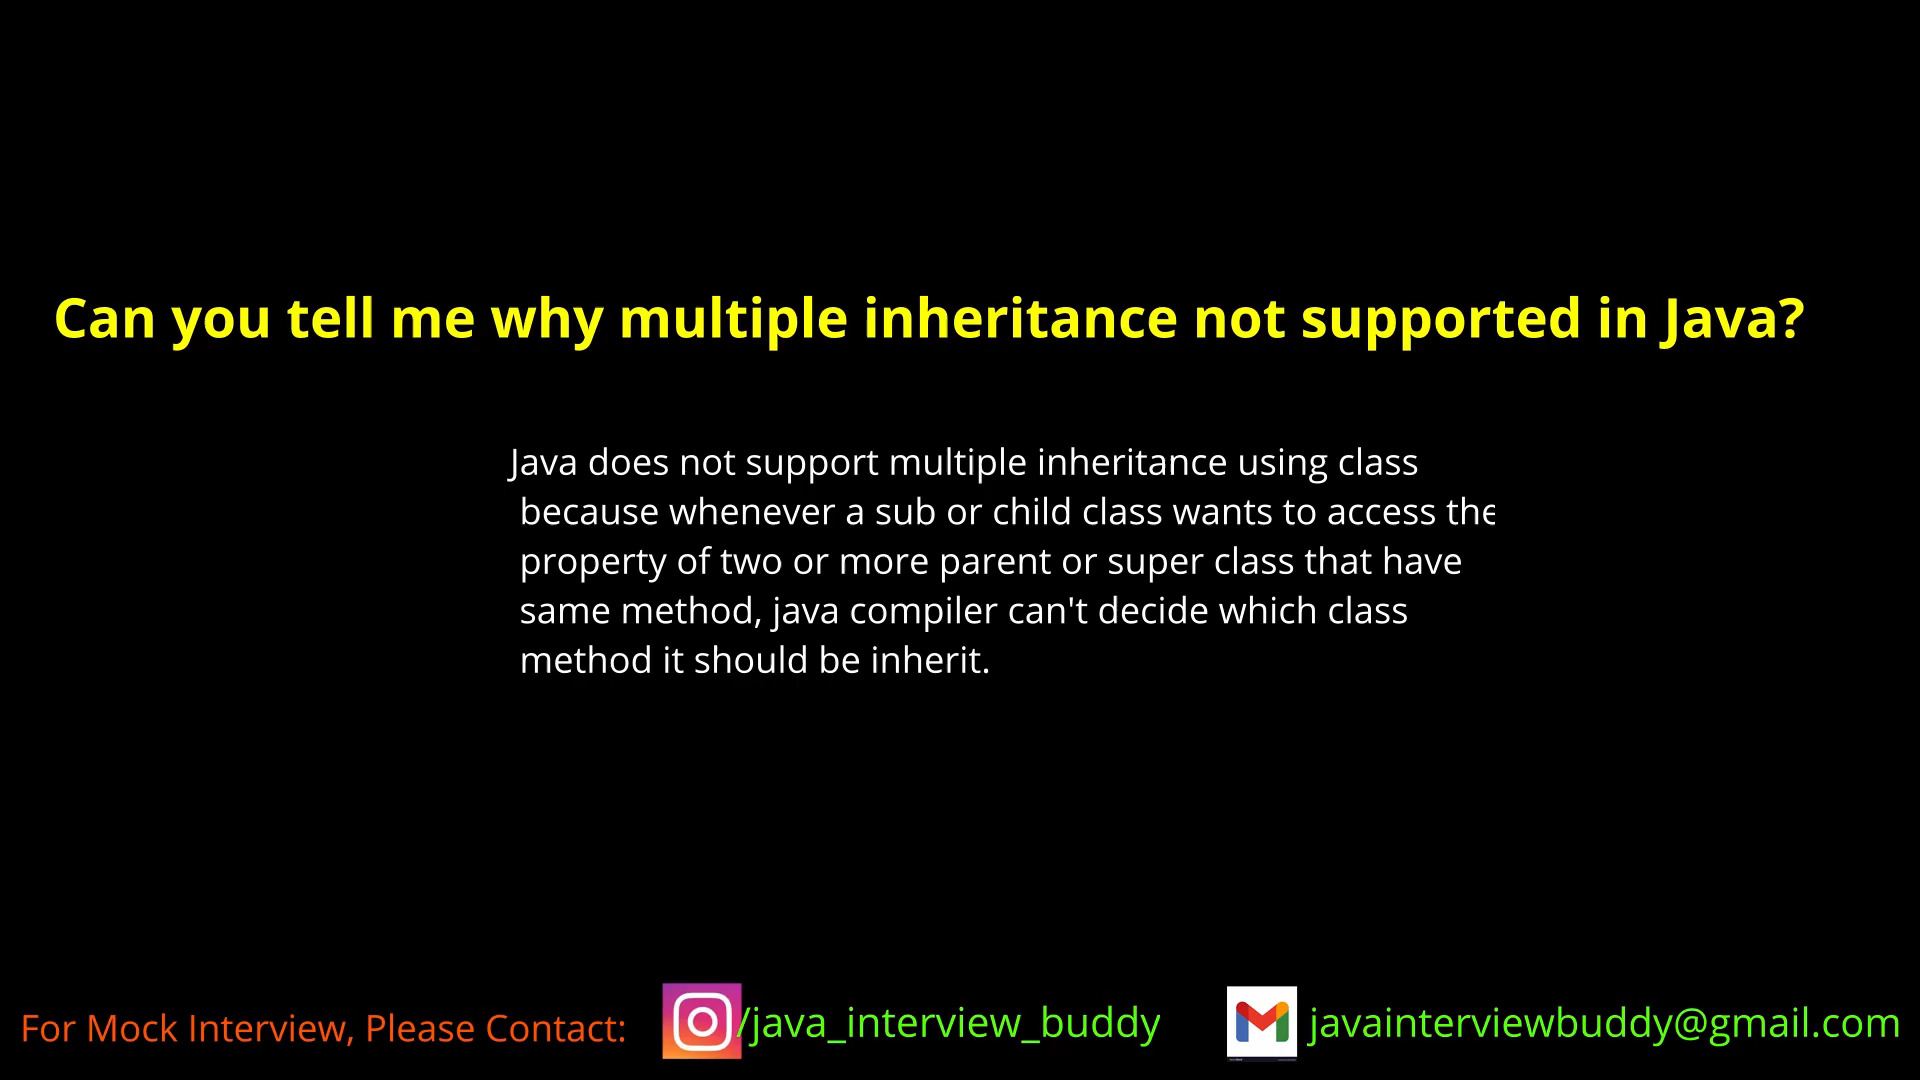 Can you tell me why multiple inheritance not supported in Java?
Java does not support multiple inheritance using class
because whenever a sub or child class wants to access the
property of two or more parent or super class that have
same method, java compiler can't decide which class
method it should be inherit.
For Mock Interview, Please Contact: /java_interview_buddy javainterviewbuddy@gmail.com